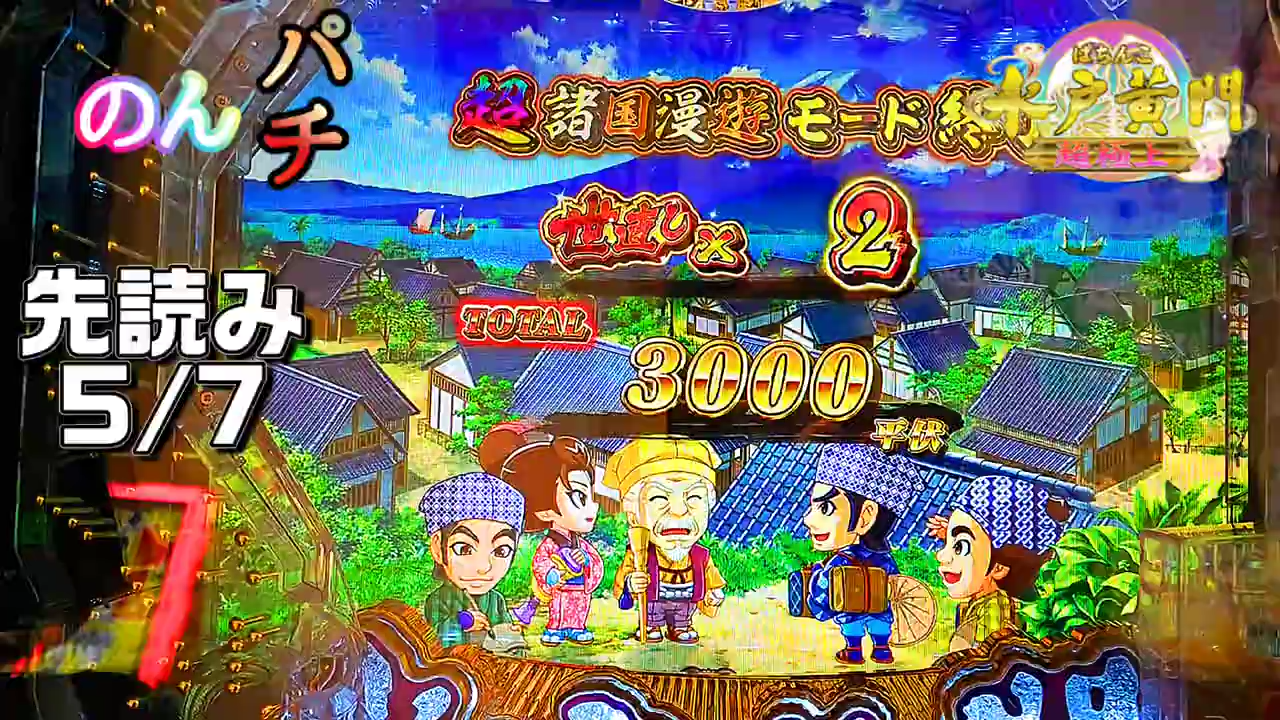 のんパチ
ぱちんこ
水戸黄門
超極上
超諸国漫遊モード終
世直し×2
TOTAL
3000
平伏
先読み
5/7
7